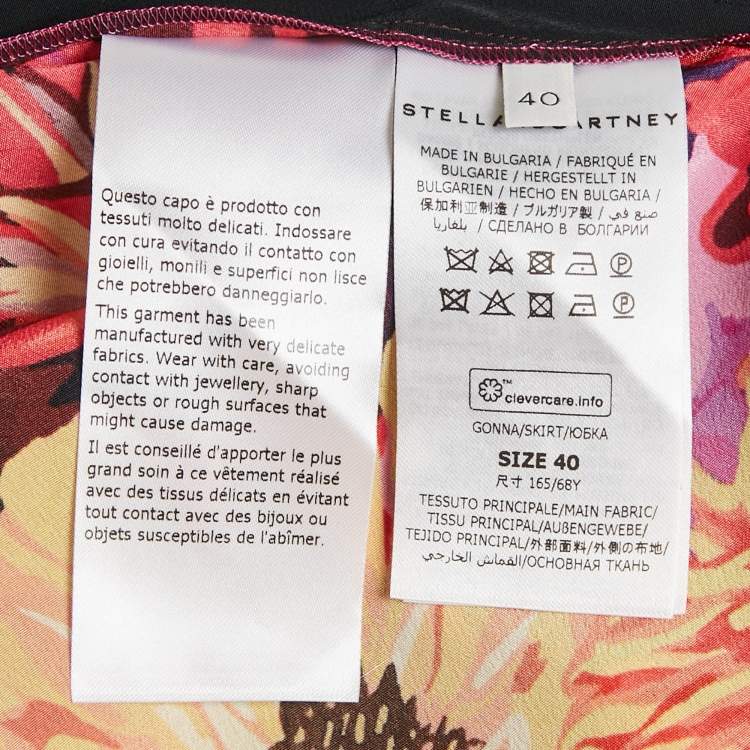 Questo capo è prodotto con
tessuti molto delicati. Indossare
con cura evitando il contatto con
gioielli, monili e superfici non lisce
che potrebbero danneggiarlo.
This garment has been
manufactured with very delicate
fabrics. Wear with care, avoiding
contact with jewellery, sharp
objects or rough surfaces that
might cause damage.
Il est conseillé d'apporter le plus
grand soin à ce vêtement réalisé
avec des tissus délicats en évitant
tout contact avec des bijoux ou
objets susceptibles de l'abîmer.
40
STELLA McCARTNEY
MADE IN BULGARIA / FABRIQUÉ EN
BULGARIE / HERGESTELLT IN
BULGARIEN / HECHO EN BULGARIA /
保加利亚制造 / ブルガリア製 / صنع في
بلغاريا / СДЕЛАНО В БОЛГАРИИ
clevercare.info™
GONNA/SKIRT/ЮБКА
SIZE 40
尺寸 165/68Y
TESSUTO PRINCIPALE/MAIN FABRIC/
TISSU PRINCIPAL/AUßENGEWEBE/
TEJIDO PRINCIPAL/外部面料/外側の布地/
القماش الخارجي/ОСНОВНАЯ ТКАНЬ